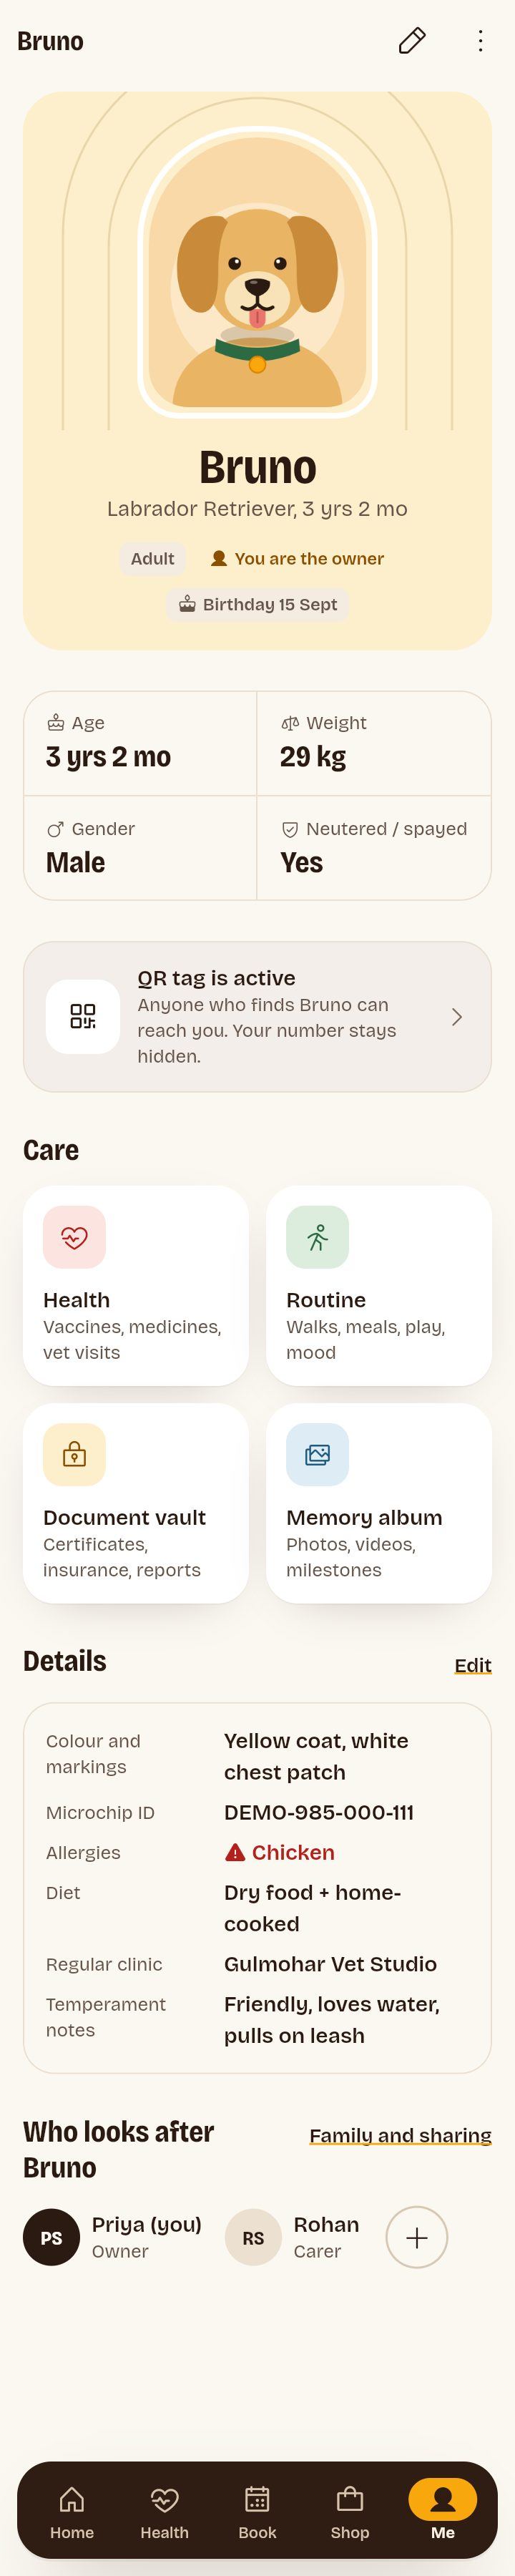 Bruno
Bruno
Labrador Retriever, 3 yrs 2 mo
Adult
You are the owner
Birthday 15 Sept
Age
3 yrs 2 mo
Weight
29 kg
Gender
Male
Neutered / spayed
Yes
QR tag is active
Anyone who finds Bruno can
reach you. Your number stays
hidden.
Care
Health
Vaccines, medicines,
vet visits
Routine
Walks, meals, play,
mood
Document vault
Certificates,
insurance, reports
Memory album
Photos, videos,
milestones
Details
Edit
Colour and
markings
Yellow coat, white
chest patch
Microchip ID
DEMO-985-000-111
Allergies
Chicken
Diet
Dry food + home-
cooked
Regular clinic
Gulmohar Vet Studio
Temperament
notes
Friendly, loves water,
pulls on leash
Who looks after
Bruno
Family and sharing
PS
Priya (you)
Owner
RS
Rohan
Carer
Home
Health
Book
Shop
Me